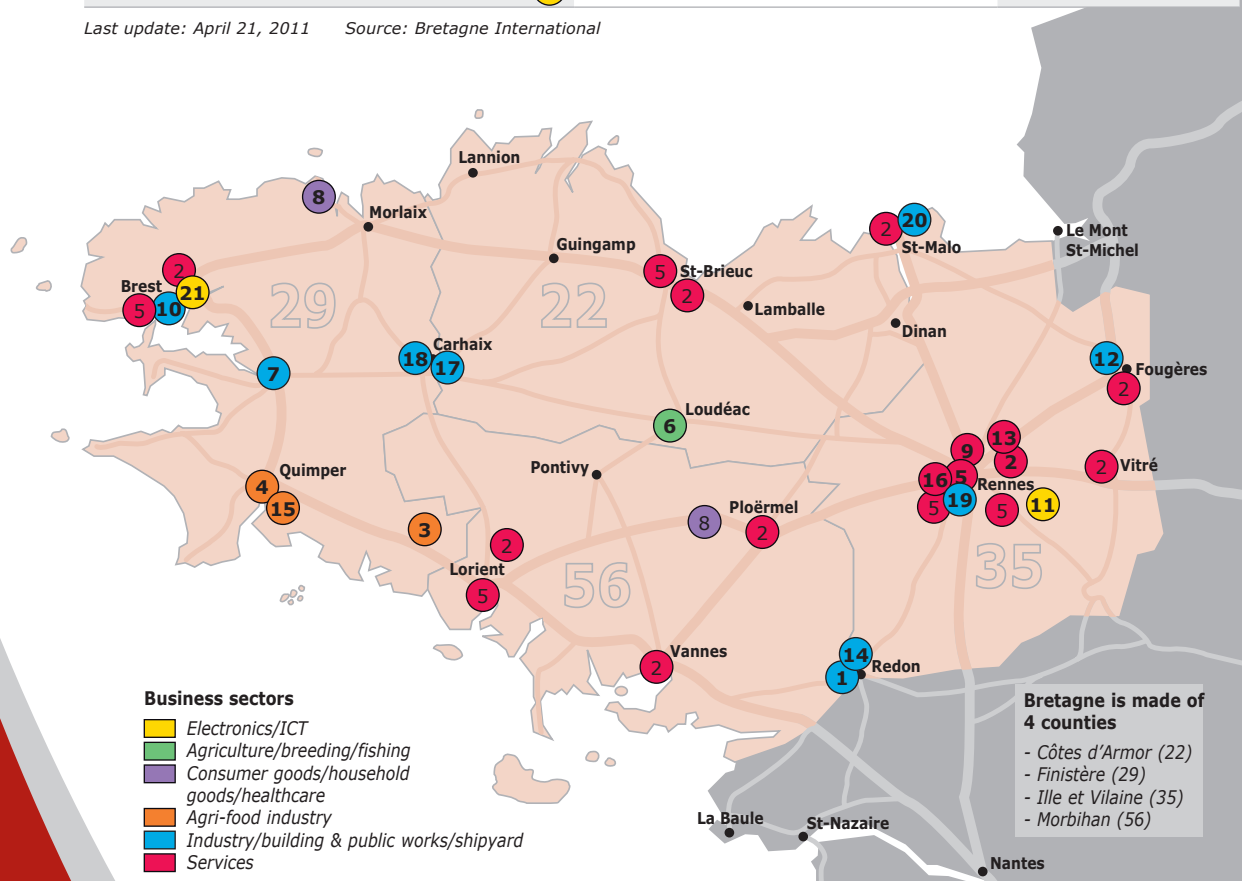 Last update: April 21, 2011 Source: Bretagne International
Lannion
8
Morlaix
20
2
St-Malo
Le Mont
St-Michel
Guingamp
5
St-Brieuc
2
2
Brest
21
5
10
29
22
Lamballe
Dinan
Carhaix
18
17
7
12
Fougères
2
Loudéac
6
13
9
2
Vitré
2
16
5
Rennes
Pontivy
Quimper
4
15
19
5
5
11
Ploërmel
8
2
3
2
Lorient
5
56
35
Vannes
2
14
Redon
1
Business sectors
Electronics/ICT
Agriculture/breeding/fishing
Consumer goods/household
goods/healthcare
Agri-food industry
Industry/building & public works/shipyard
Services
Bretagne is made of
4 counties
- Côtes d'Armor (22)
- Finistère (29)
- Ille et Vilaine (35)
- Morbihan (56)
La Baule
St-Nazaire
Nantes